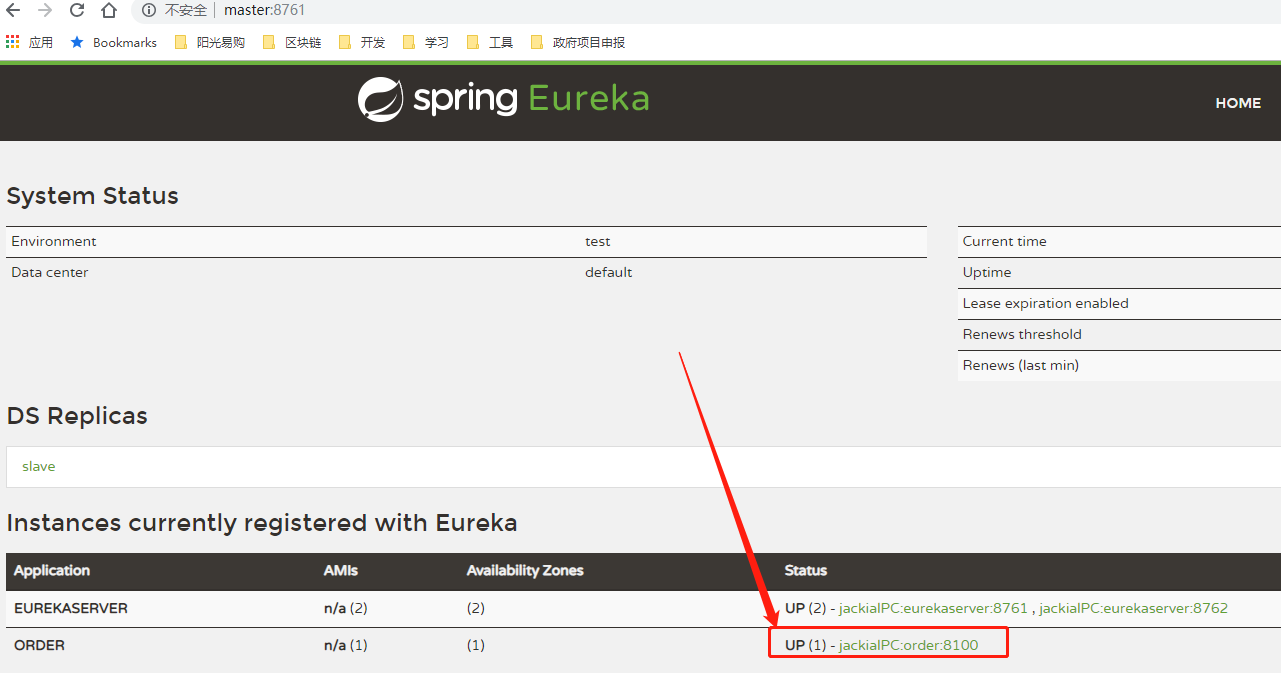 不安全 master:8761
应用 Bookmarks 阳光易购 区块链 开发 学习 工具 政府项目申报
spring Eureka
HOME
System Status
Environment test
Data center default
Current time
Uptime
Lease expiration enabled
Renews threshold
Renews (last min)
DS Replicas
slave
Instances currently registered with Eureka
Application AMIs Availability Zones Status
EUREKASERVER n/a (2) (2) UP (2) - jackialPC:eurekaserver:8761 , jackialPC:eurekaserver:8762
ORDER n/a (1) (1) UP (1) - jackialPC:order:8100